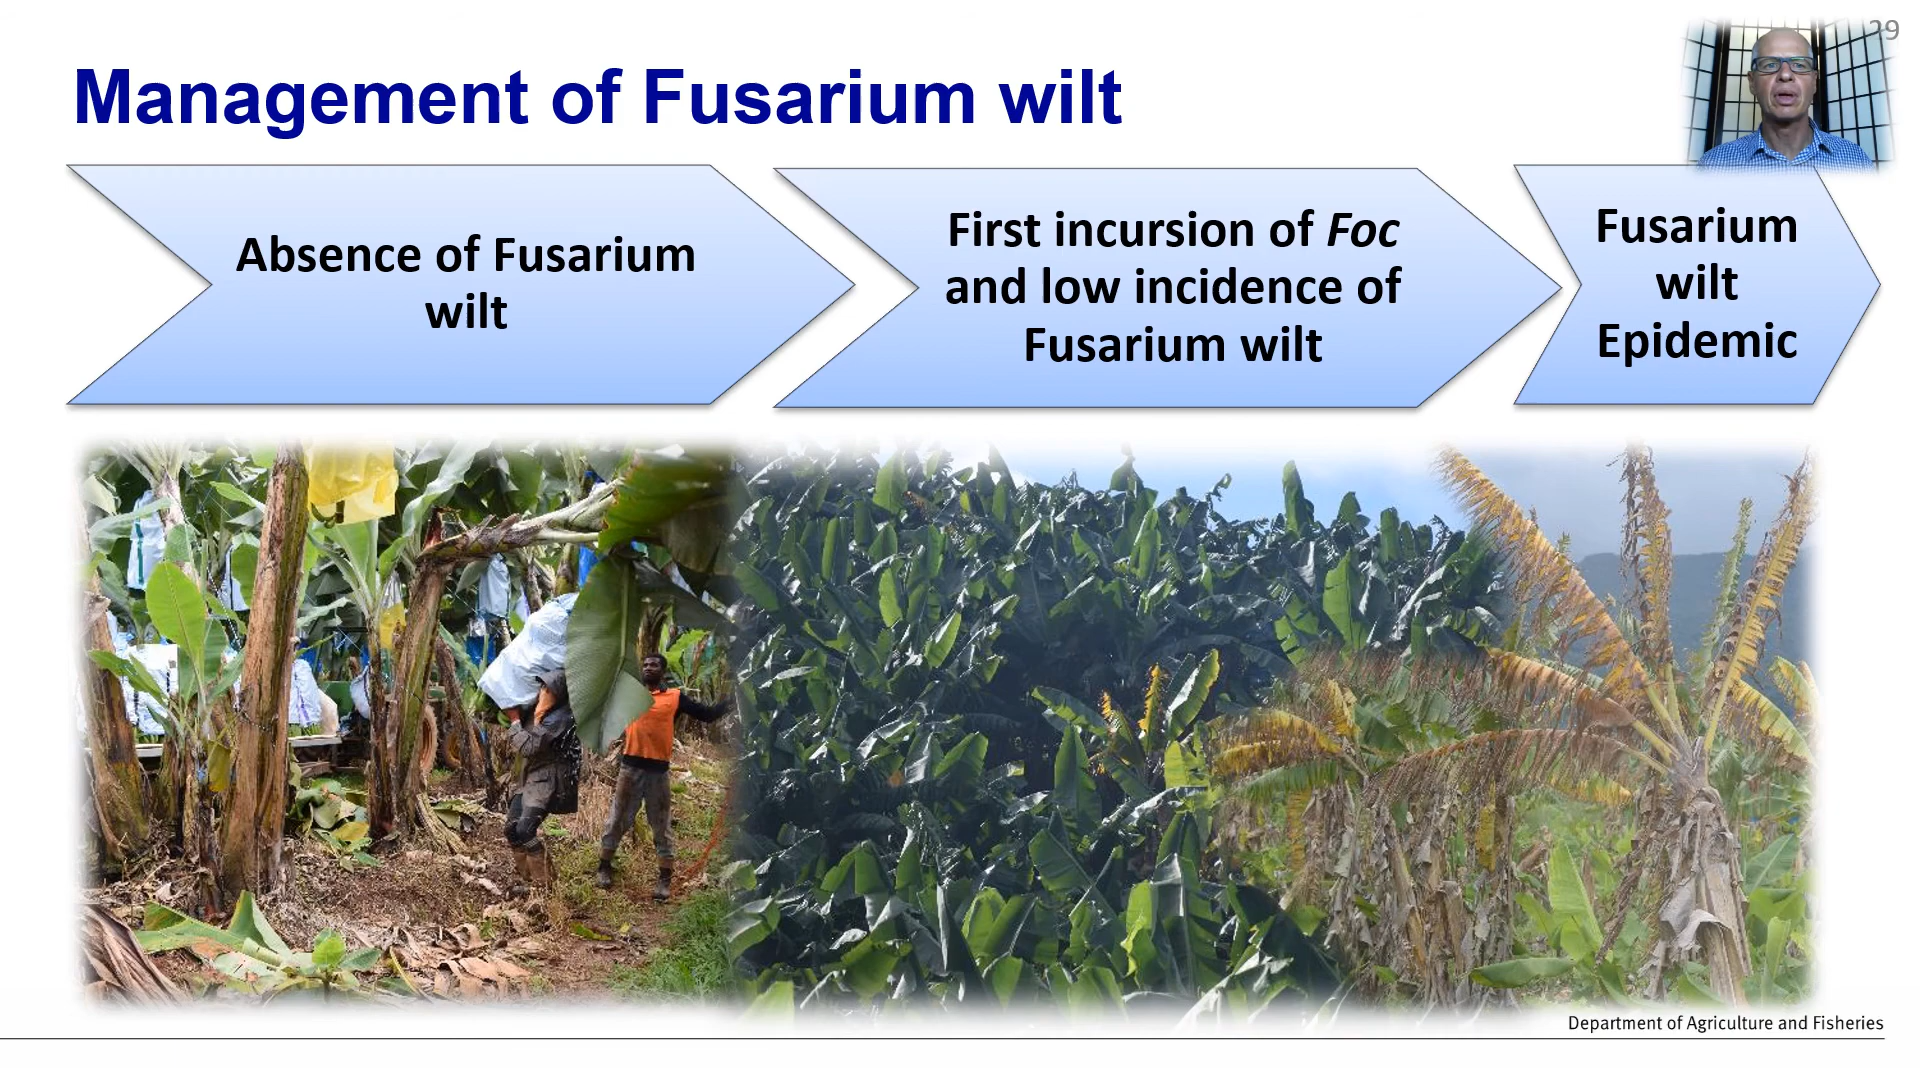 29
Management of Fusarium wilt
Absence of Fusarium
wilt
First incursion of Foc
and low incidence of
Fusarium wilt
Fusarium
wilt
Epidemic
Department of Agriculture and Fisheries